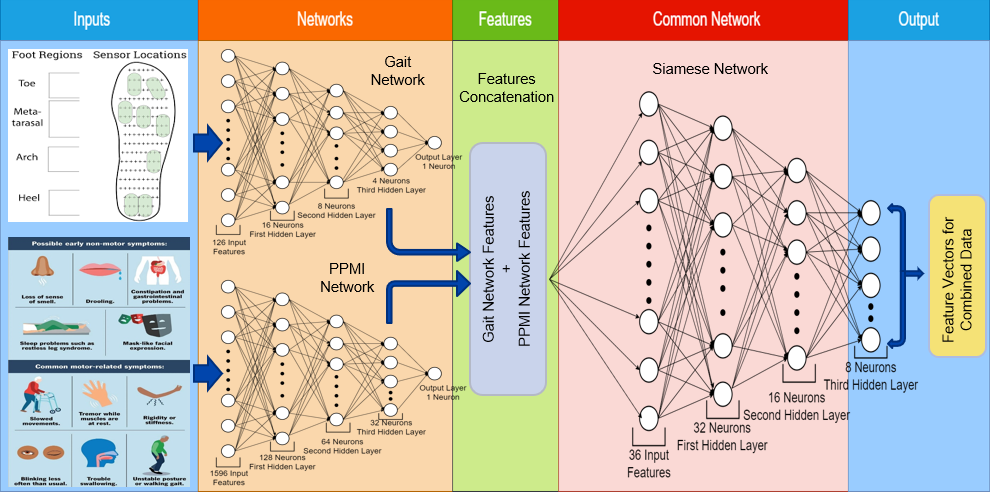 Inputs
Networks
Features
Common Network
Output
Foot Regions
Sensor Locations
Toe
Meta-
tarasal
Arch
Heel
Possible early non-motor symptoms:
Loss of sense
of smell.
Drooling.
Constipation and
gastrointestinal
problems.
Sleep problems such as
restless leg syndrome.
Mask-like facial
expression.
Common motor-related symptoms:
Slowed
movements.
Tremor while
muscles are
at rest.
Rigidity or
stiffness.
Blinking less
often than usual.
Trouble
swallowing.
Unstable posture
or walking gait.
Gait
Network
126 Input
Features
16 Neurons
First Hidden Layer
8 Neurons
Second Hidden Layer
4 Neurons
Third Hidden Layer
Output Layer
1 Neuron
PPMI
Network
1596 Input
Features
128 Neurons
First Hidden Layer
64 Neurons
Second Hidden Layer
32 Neurons
Third Hidden Layer
Output Layer
1 Neuron
Features
Concatenation
Gait Network Features
+
PPMI Network Features
Siamese Network
36 Input
Features
32 Neurons
First Hidden Layer
16 Neurons
Second Hidden Layer
8 Neurons
Third Hidden Layer
Feature Vectors for
Combined Data